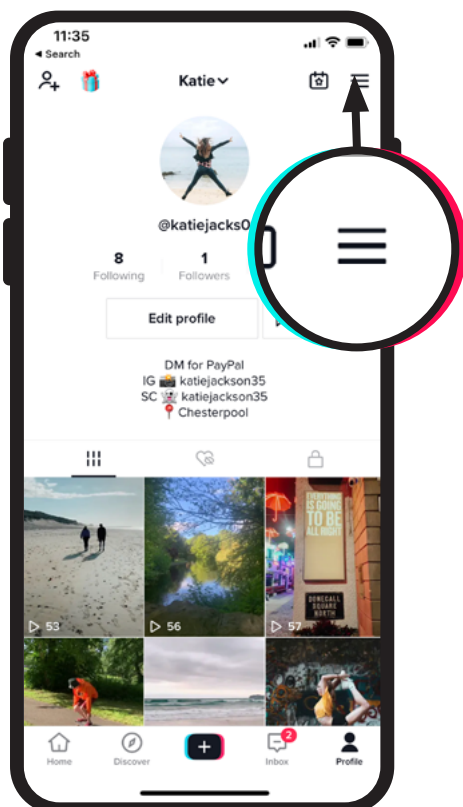 11:35
Search
Katie
@katiejacks0
8
Following
1
Followers
Edit profile
DM for PayPal
IG 📸 katiejackson35
SC 👻 katiejackson35
📍 Chesterpool
EVERYTHING
IS GOING
TO BE
ALL RIGHT
DONEGALL
SQUARE
NORTH
53
56
57
Home
Discover
2
Inbox
Profile